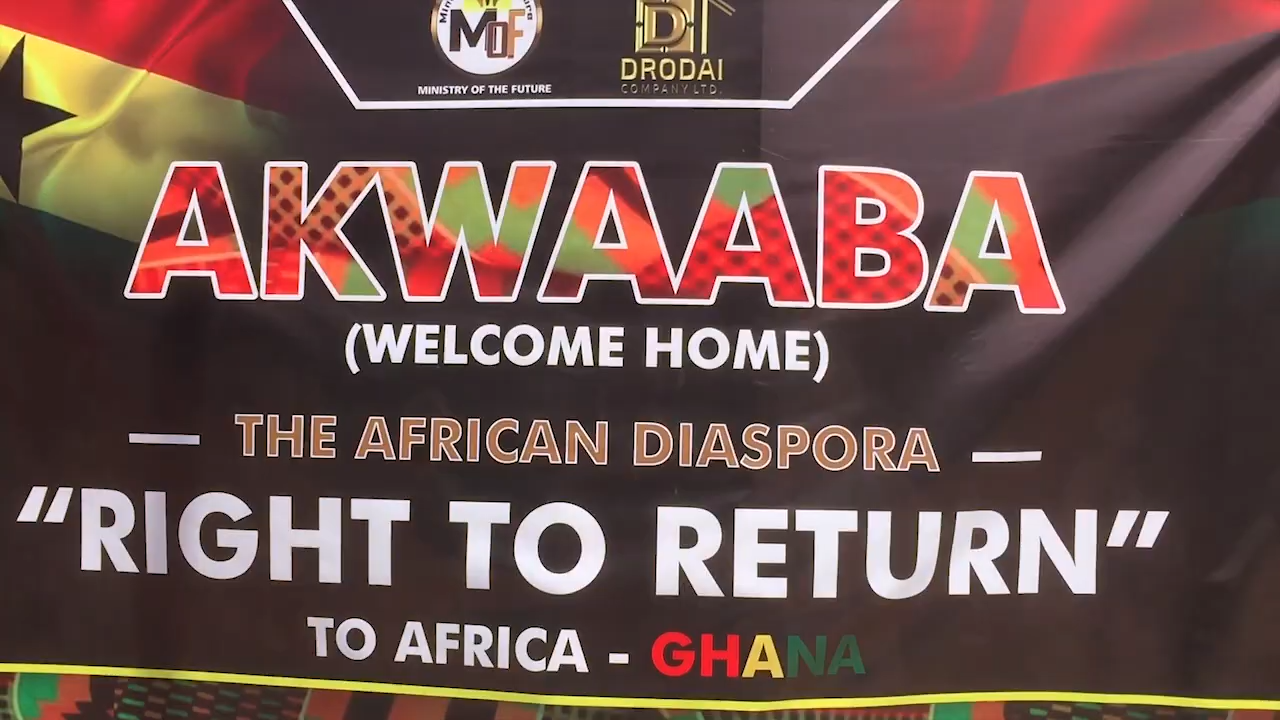 MOF
MINISTRY OF THE FUTURE
DRODAI
COMPANY LTD.
AKWAABA
(WELCOME HOME)
THE AFRICAN DIASPORA
“RIGHT TO RETURN”
TO AFRICA - GHANA